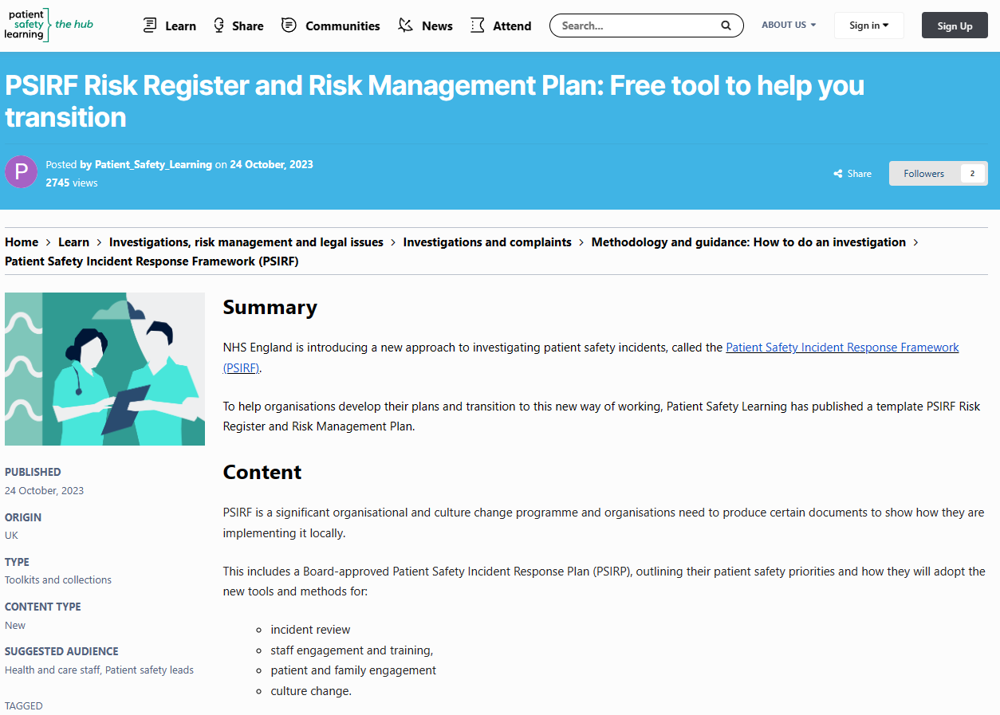 patient
safety
learning
the hub
Learn
Share
Communities
News
Attend
Search...
ABOUT US
Sign in
Sign Up
PSIRF Risk Register and Risk Management Plan: Free tool to help you
transition
P
Posted by Patient_Safety_Learning on 24 October, 2023
2745 views
Share
Followers 2
Home > Learn > Investigations, risk management and legal issues > Investigations and complaints > Methodology and guidance: How to do an investigation >
Patient Safety Incident Response Framework (PSIRF)
Summary
NHS England is introducing a new approach to investigating patient safety incidents, called the Patient Safety Incident Response Framework
(PSIRF).
To help organisations develop their plans and transition to this new way of working, Patient Safety Learning has published a template PSIRF Risk
Register and Risk Management Plan.
PUBLISHED
24 October, 2023
ORIGIN
UK
TYPE
Toolkits and collections
CONTENT TYPE
New
SUGGESTED AUDIENCE
Health and care staff, Patient safety leads
TAGGED
Content
PSIRF is a significant organisational and culture change programme and organisations need to produce certain documents to show how they are
implementing it locally.
This includes a Board-approved Patient Safety Incident Response Plan (PSIRP), outlining their patient safety priorities and how they will adopt the
new tools and methods for:
incident review
staff engagement and training,
patient and family engagement
culture change.